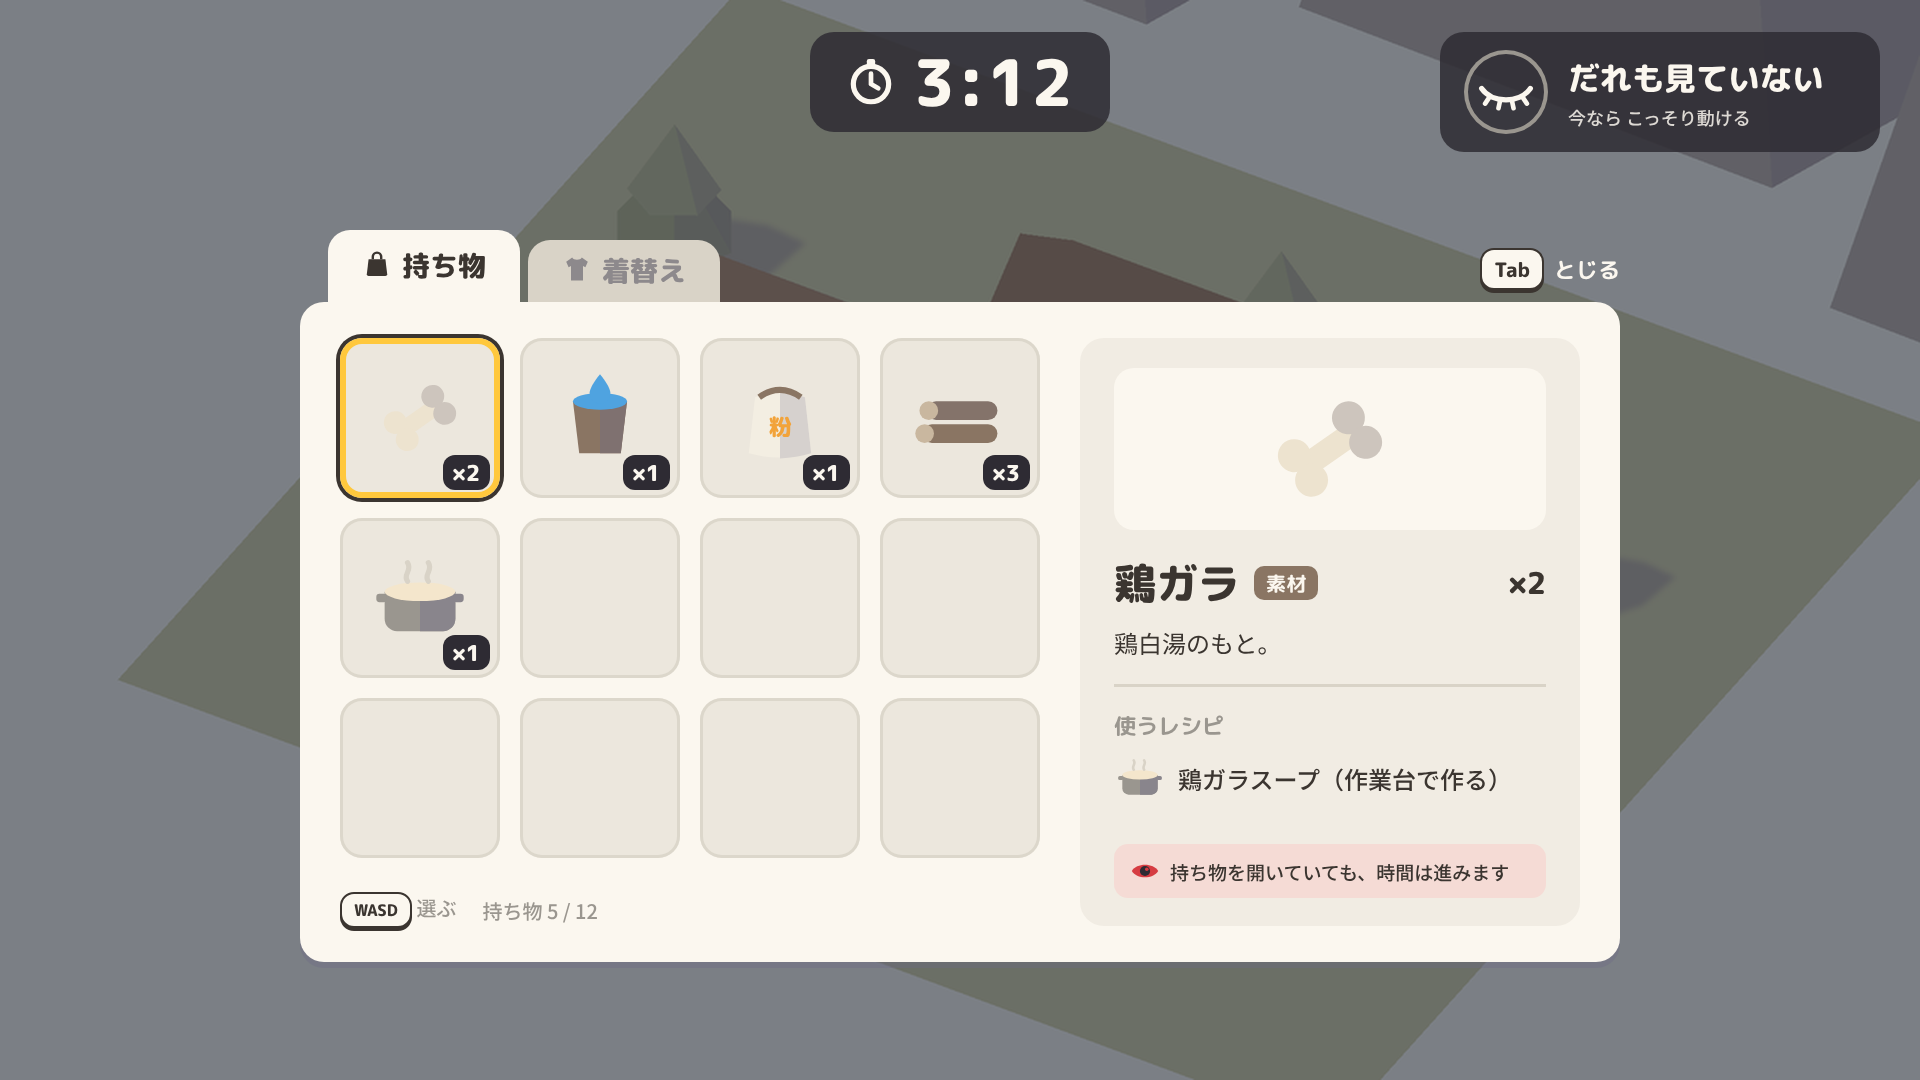 3:12
だれも見ていない
今なら こっそり動ける
持ち物
着替え
Tab とじる
×2
×1
粉
×1
×3
×1
鶏ガラ 素材 ×2
鶏白湯のもと。
使うレシピ
鶏ガラスープ（作業台で作る）
持ち物を開いていても、時間は進みます
WASD 選ぶ 持ち物 5 / 12